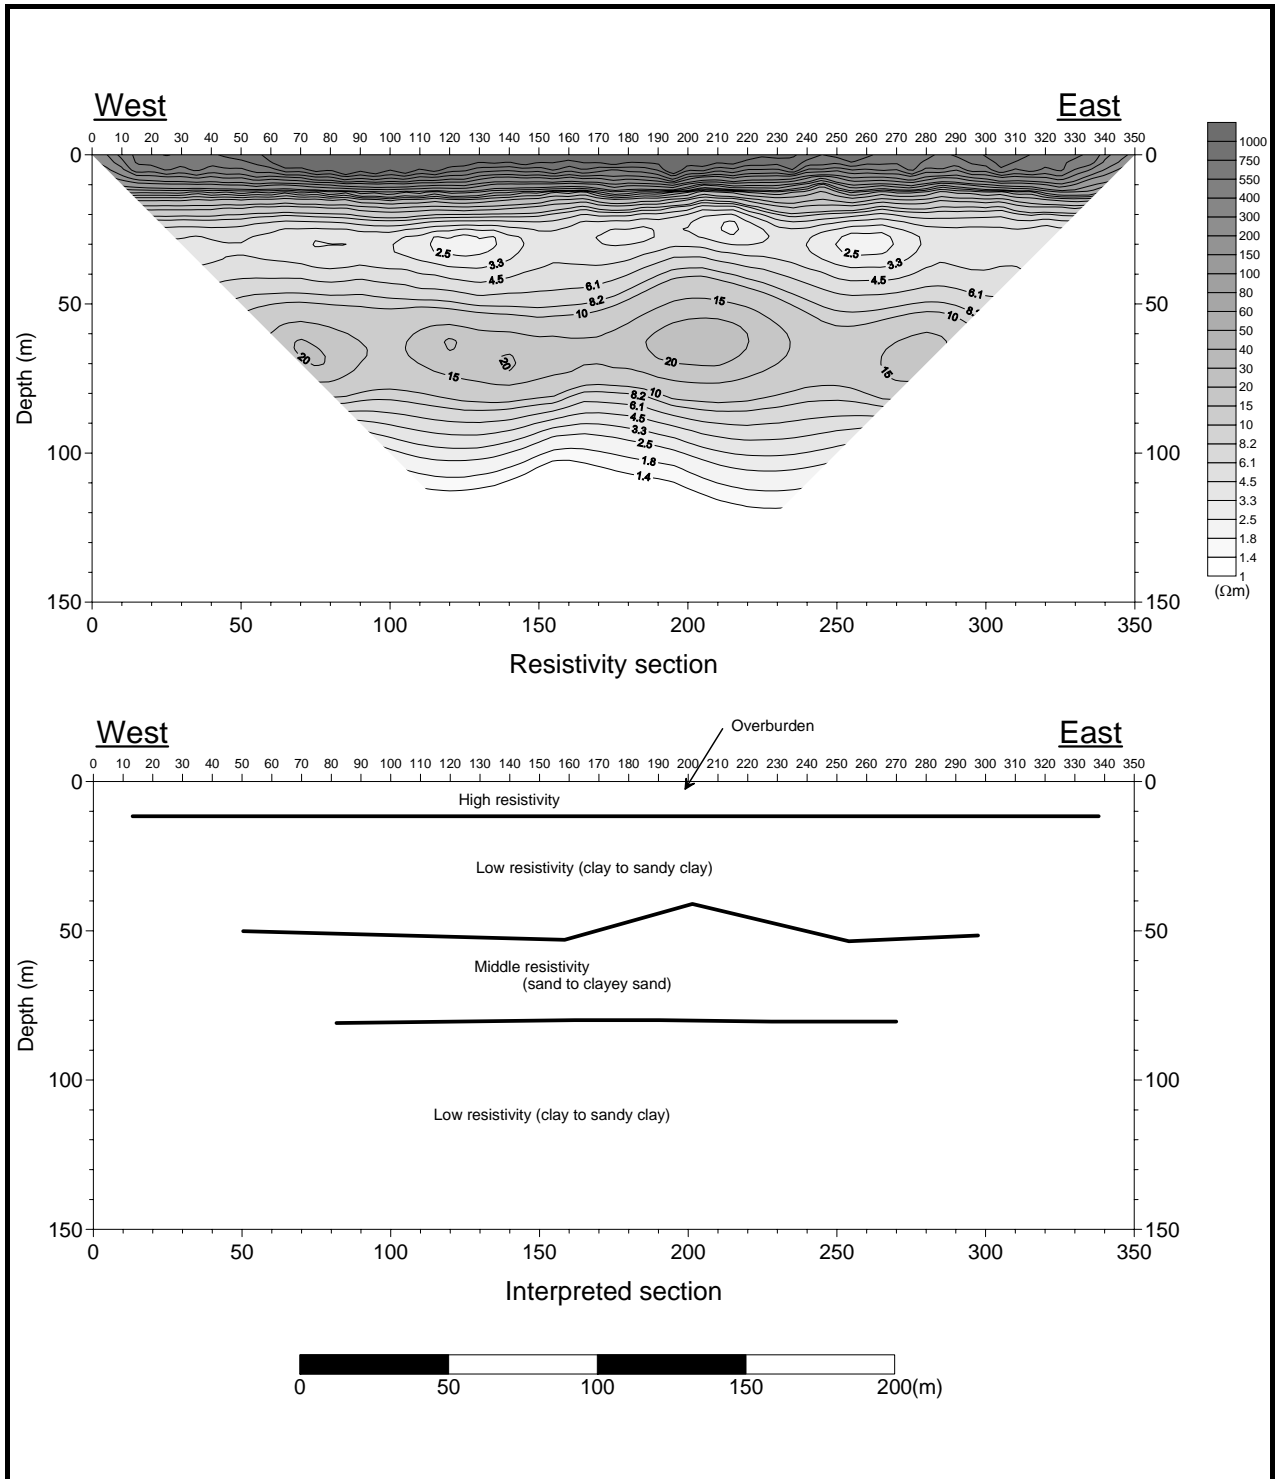 West East
0 10 20 30 40 50 60 70 80 90 100 110 120 130 140 150 160 170 180 190 200 210 220 230 240 250 260 270 280 290 300 310 320 330 340 350
0 0
50 50
100 100
150 150
Depth (m)
2.5 3.3 2.5 3.3
4.5 4.5
6.1 6.1
8.2 8.
10 15 10
20 20 20
15 15
8.2 10
6.1
4.5
3.3
2.5
1.8
1.4
0 50 100 150 200 250 300 350
Resistivity section
1000
750
550
400
300
200
150
100
80
60
50
40
30
20
15
10
8.2
6.1
4.5
3.3
2.5
1.8
1.4
1
(Ωm)
Overburden
West East
0 10 20 30 40 50 60 70 80 90 100 110 120 130 140 150 160 170 180 190 200 210 220 230 240 250 260 270 280 290 300 310 320 330 340 350
0 0
High resistivity
Low resistivity (clay to sandy clay)
50 50
Middle resistivity
(sand to clayey sand)
Depth (m)
100 100
Low resistivity (clay to sandy clay)
150 150
0 50 100 150 200 250 300 350
Interpreted section
0 50 100 150 200(m)